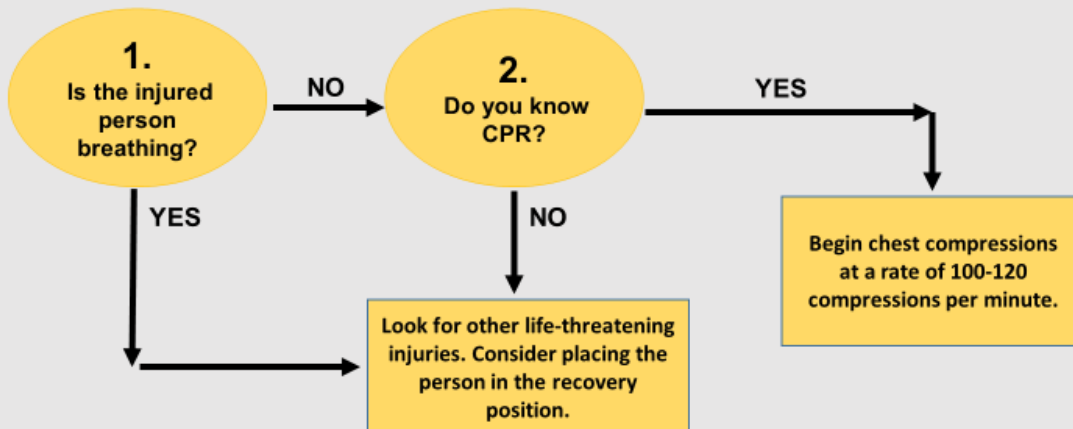 1.
Is the injured
person
breathing?
NO
2.
Do you know
CPR?
YES
YES
NO
Begin chest compressions
at a rate of 100-120
compressions per minute.
Look for other life-threatening
injuries. Consider placing the
person in the recovery
position.